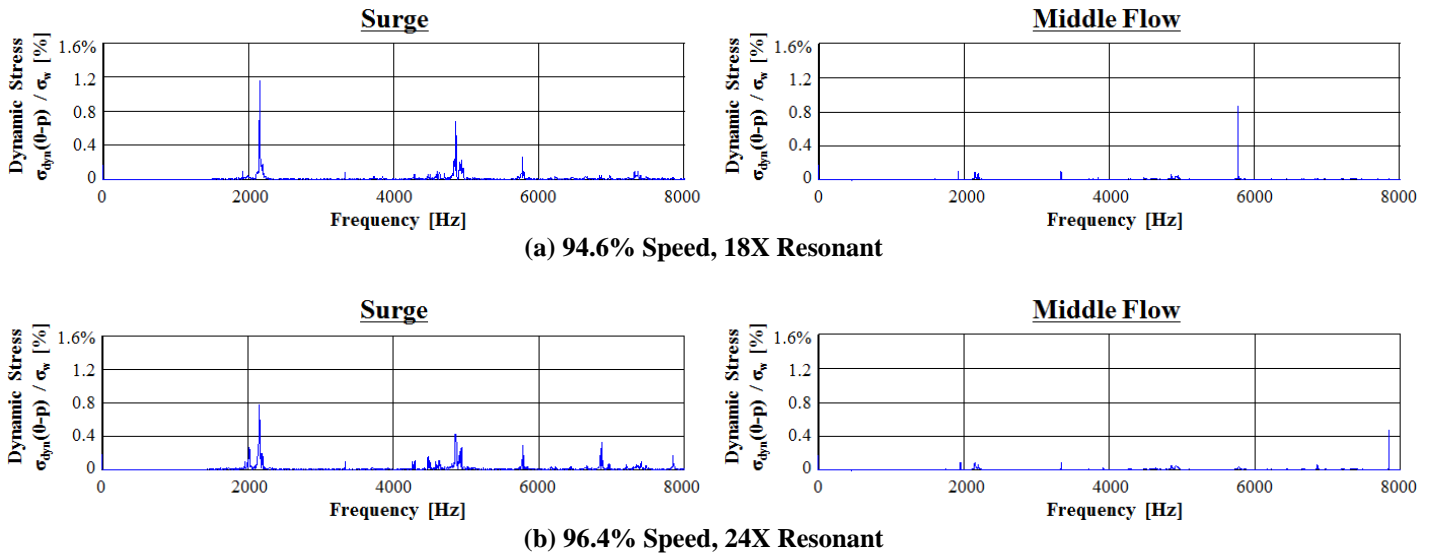 Surge
Dynamic Stress
σdyn(0-p) / σw [%]
1.6%
1.2
0.8
0.4
0
0 2000 4000 6000 8000
Frequency [Hz]
Middle Flow
Dynamic Stress
σdyn(0-p) / σw [%]
1.6%
1.2
0.8
0.4
0
0 2000 4000 6000 8000
Frequency [Hz]
(a) 94.6% Speed, 18X Resonant
Surge
Dynamic Stress
σdyn(0-p) / σw [%]
1.6%
1.2
0.8
0.4
0
0 2000 4000 6000 8000
Frequency [Hz]
Middle Flow
Dynamic Stress
σdyn(0-p) / σw [%]
1.6%
1.2
0.8
0.4
0
0 2000 4000 6000 8000
Frequency [Hz]
(b) 96.4% Speed, 24X Resonant